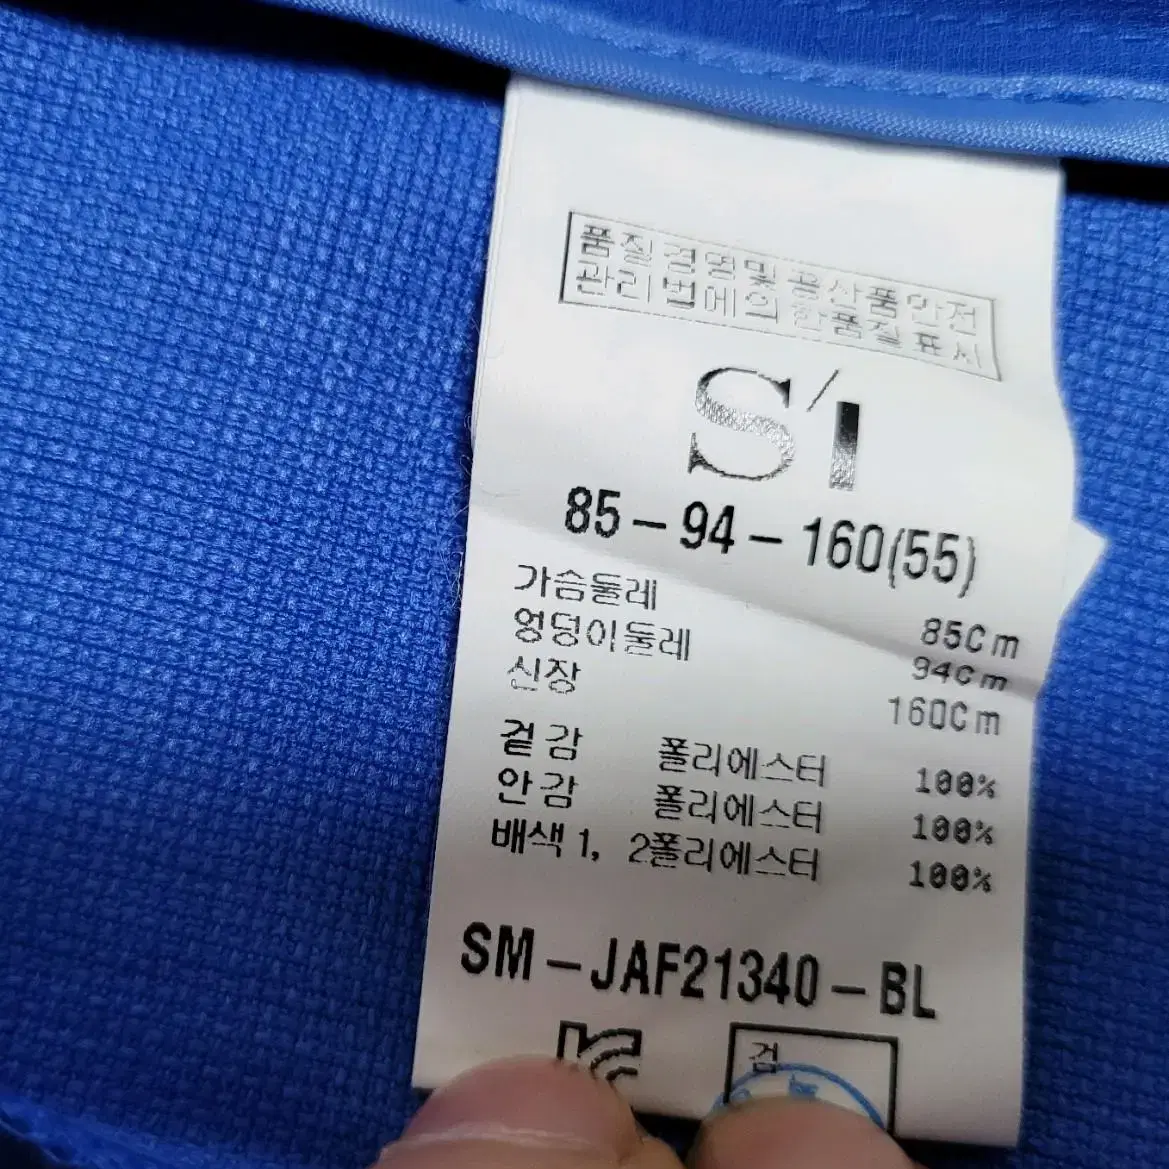 품질경영및공산품안전
관리법에의한품질표시
S/I
85-94-160(55)
가슴둘레 85Cm
엉덩이둘레 94Cm
신장 160Cm
겉감 폴리에스터 100%
안감 폴리에스터 100%
배색1, 2폴리에스터 100%
SM-JAF21340-BL
KC
검